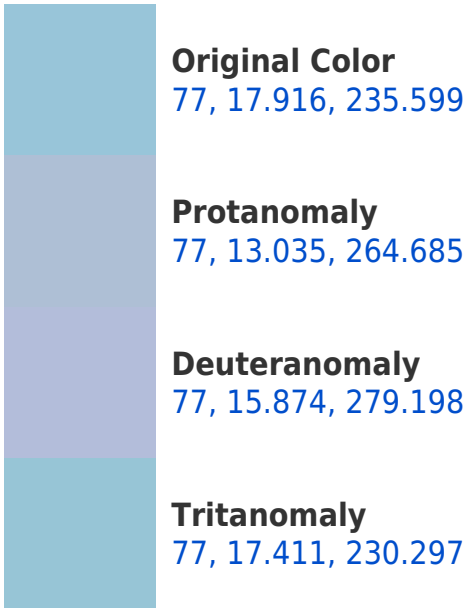 Original Color
77, 17.916, 235.599
Protanomaly
77, 13.035, 264.685
Deuteranomaly
77, 15.874, 279.198
Tritanomaly
77, 17.411, 230.297